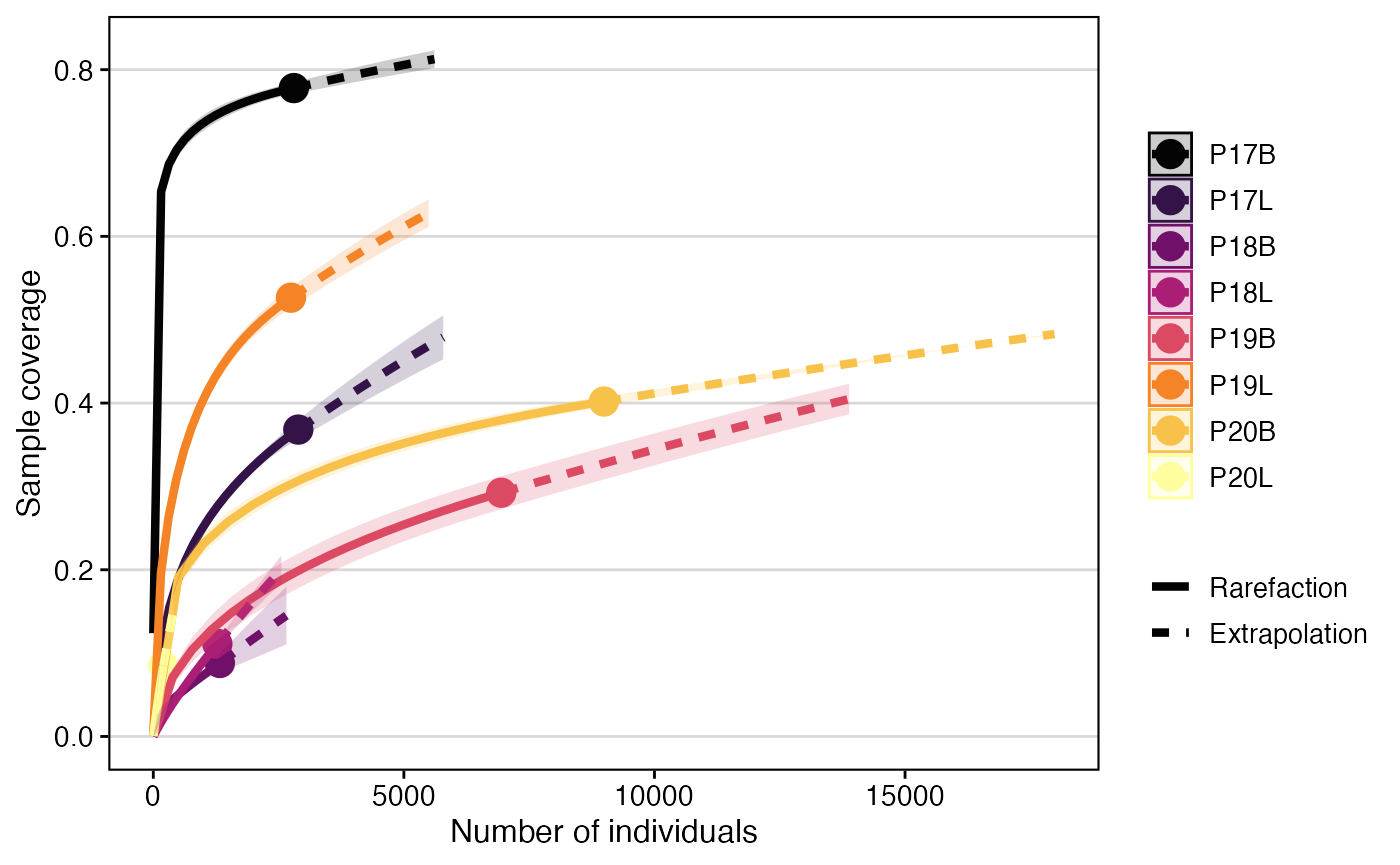 Sample coverage
0.8
0.6
0.4
0.2
0.0
0
5000
10000
15000
Number of individuals
P17B
P17L
P18B
P18L
P19B
P19L
P20B
P20L
Rarefaction
Extrapolation